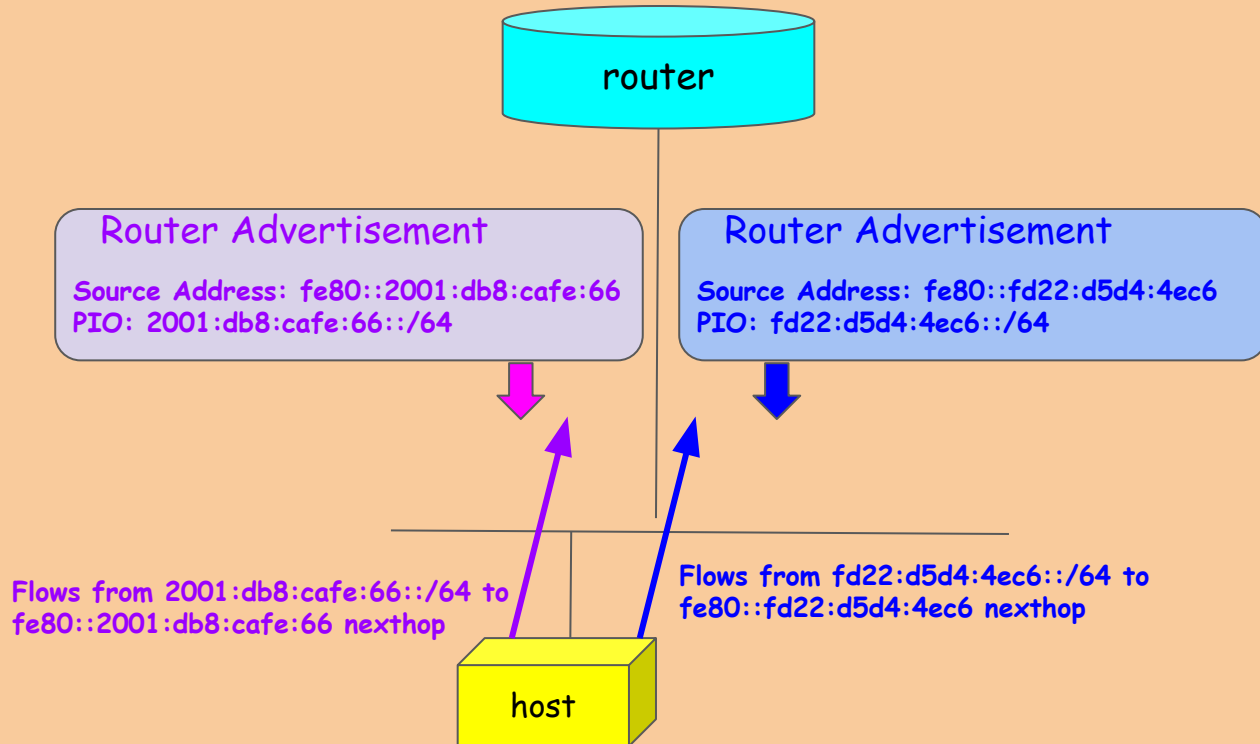 router
Router Advertisement
Source Address: fe80::2001:db8:cafe:66
PIO: 2001:db8:cafe:66::/64
Router Advertisement
Source Address: fe80::fd22:d5d4:4ec6
PIO: fd22:d5d4:4ec6::/64
Flows from 2001:db8:cafe:66::/64 to
fe80::2001:db8:cafe:66 nexthop
Flows from fd22:d5d4:4ec6::/64 to
fe80::fd22:d5d4:4ec6 nexthop
host